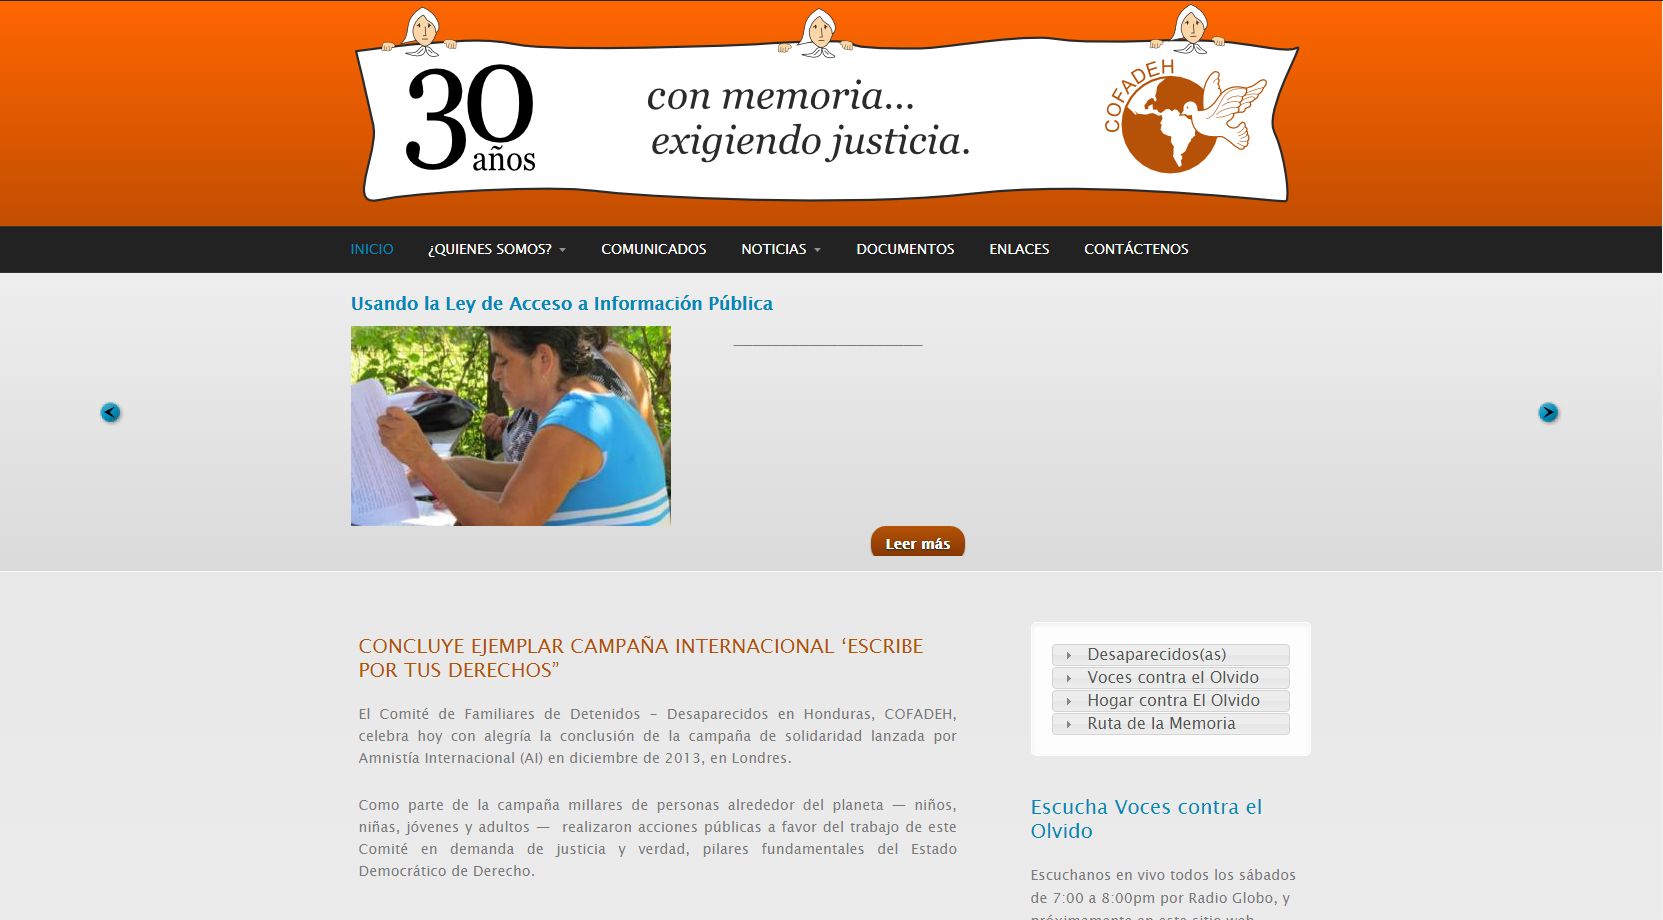 30
años
con memoria...
exigiendo justicia.
COFADEH
INICIO
¿QUIENES SOMOS?
COMUNICADOS
NOTICIAS
DOCUMENTOS
ENLACES
CONTÁCTENOS
Usando la Ley de Acceso a Información Pública
Leer más
CONCLUYE EJEMPLAR CAMPAÑA INTERNACIONAL ‘ESCRIBE
POR TUS DERECHOS”
El Comité de Familiares de Detenidos – Desaparecidos en Honduras, COFADEH,
celebra hoy con alegría la conclusión de la campaña de solidaridad lanzada por
Amnistía Internacional (AI) en diciembre de 2013, en Londres.
Como parte de la campaña millares de personas alrededor del planeta — niños,
niñas, jóvenes y adultos — realizaron acciones públicas a favor del trabajo de este
Comité en demanda de justicia y verdad, pilares fundamentales del Estado
Democrático de Derecho.
Desaparecidos(as)
Voces contra el Olvido
Hogar contra El Olvido
Ruta de la Memoria
Escucha Voces contra el
Olvido
Escuchanos en vivo todos los sábados
de 7:00 a 8:00pm por Radio Globo, y
próximamente en este sitio web.